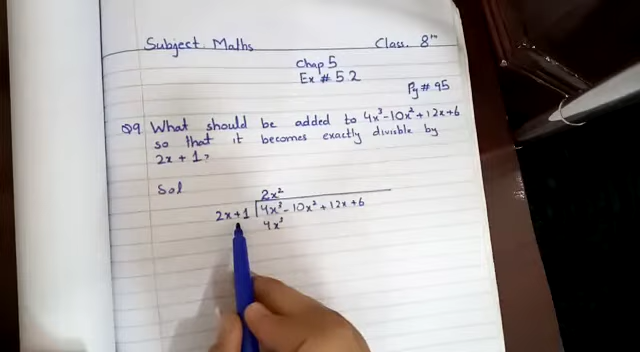 Subject Maths Class. 8th
Chap 5
Ex # 5.2
Pg # 95
Q9 What should be added to 4x³-10x²+12x+6
so that it becomes exactly divisble by
2x+1?
Sol
2x²
2x+1 4x³-10x²+12x+6
4x³